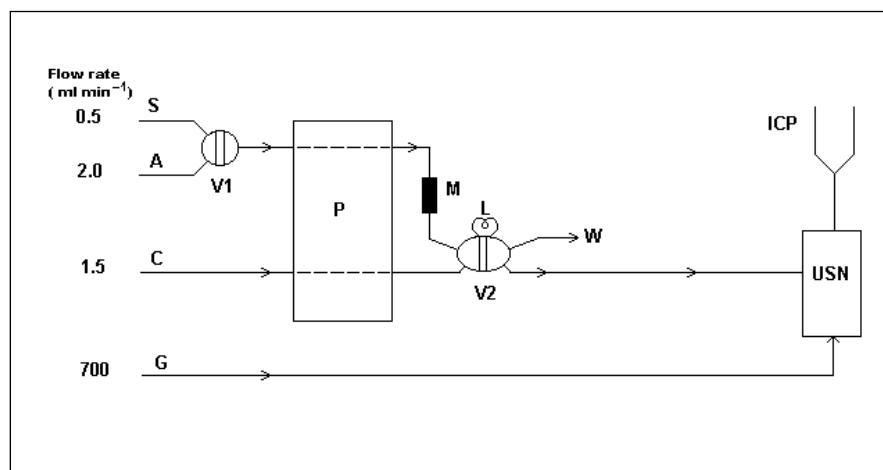 Flow rate
( ml min⁻¹)
0.5 S
ICP
2.0 A
V1
M
P
L
W
1.5 C
V2
USN
700 G